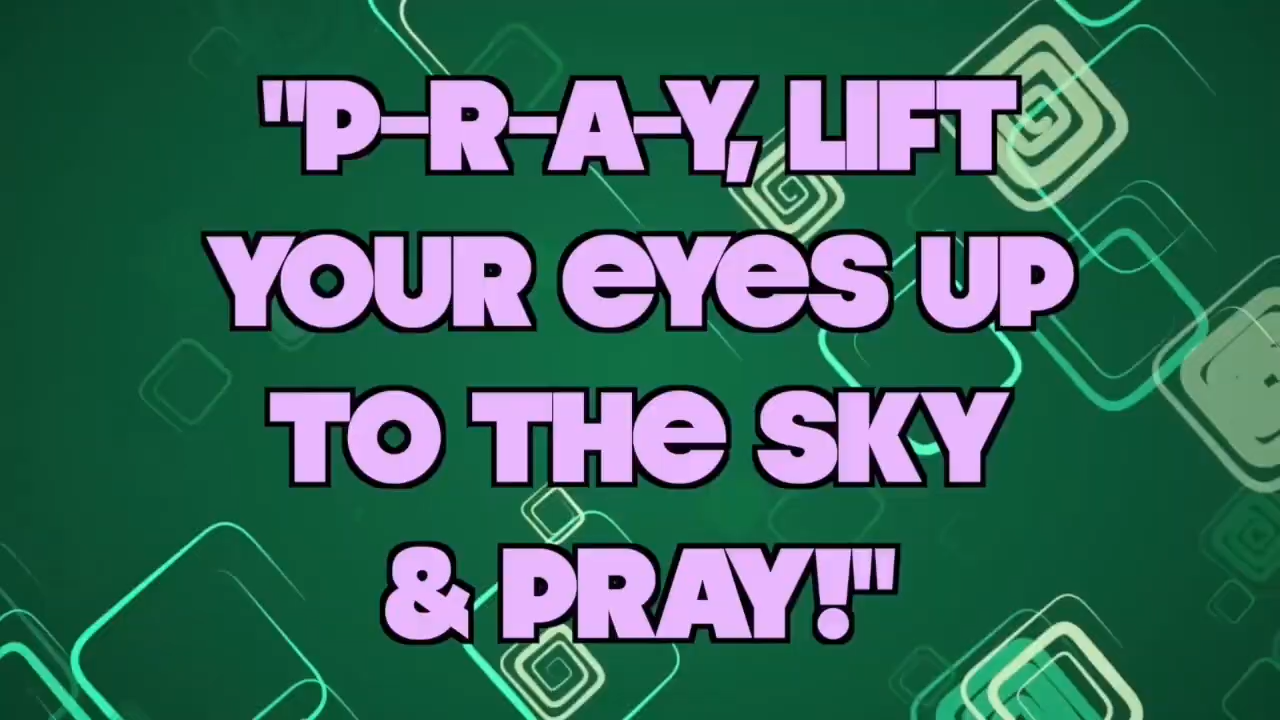 "P-R-A-Y, LIFT
YOUR EYES UP
TO THE SKY
& PRAY!"